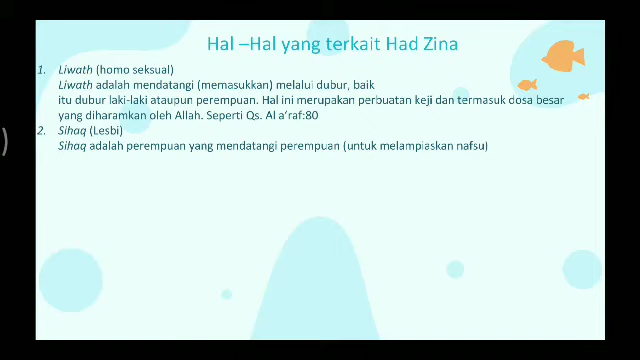 Hal –Hal yang terkait Had Zina
1. Liwath (homo seksual)
Liwath adalah mendatangi (memasukkan) melalui dubur, baik
itu dubur laki-laki ataupun perempuan. Hal ini merupakan perbuatan keji dan termasuk dosa besar
yang diharamkan oleh Allah. Seperti Qs. Al a’raf:80
2. Sihaq (Lesbi)
Sihaq adalah perempuan yang mendatangi perempuan (untuk melampiaskan nafsu)